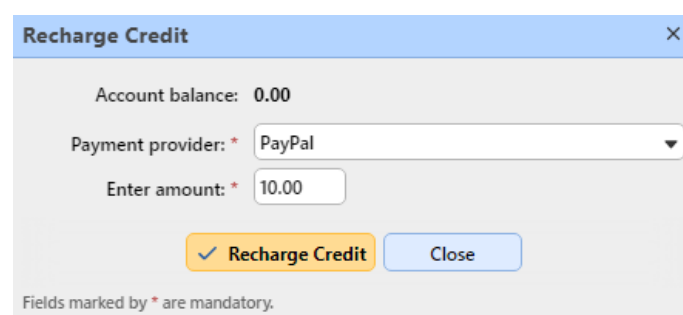 Recharge Credit ×
Account balance: 0.00
Payment provider: * PayPal
Enter amount: * 10.00
Recharge Credit Close
Fields marked by * are mandatory.